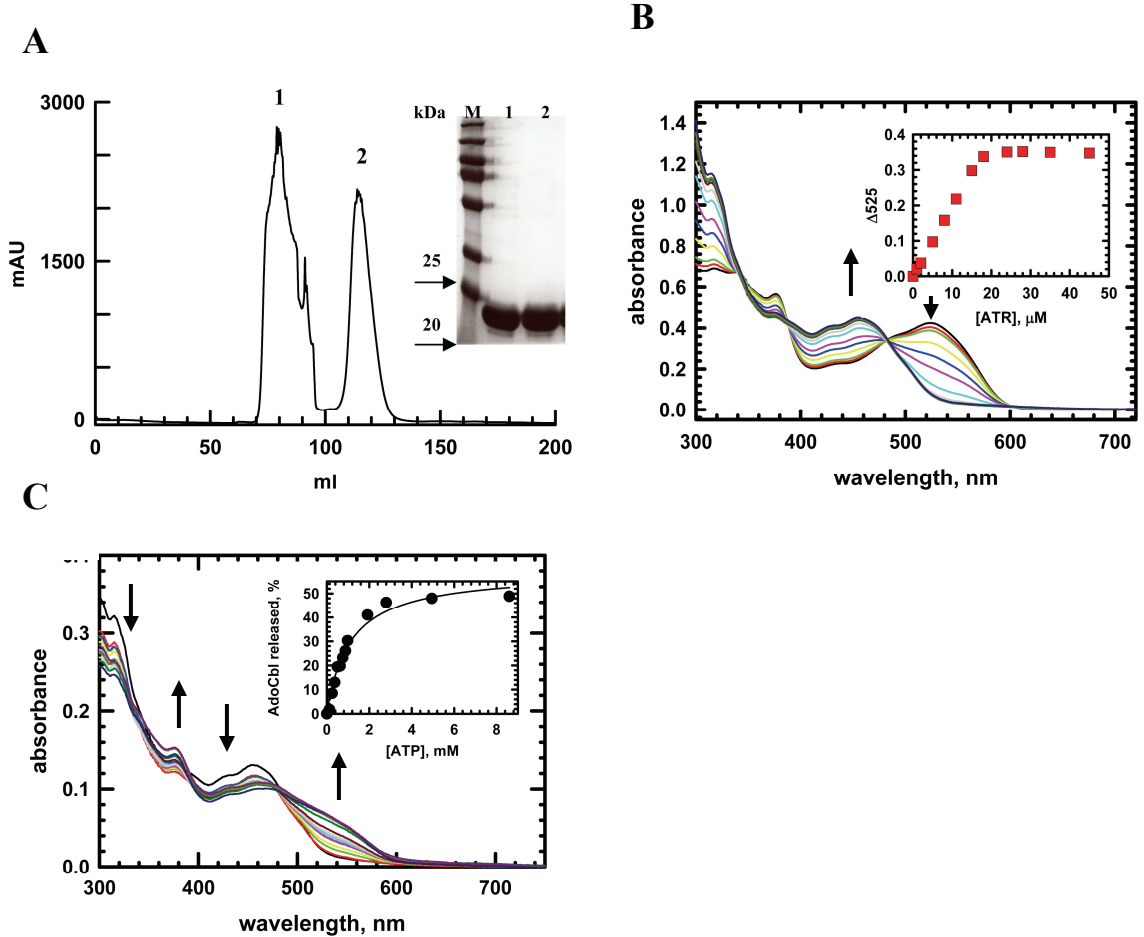 A
3000
1500
0
mAU
0 50 100 150 200
ml
1
2
kDa M 1 2
25
20
B
1.4
1.2
1.0
0.8
0.6
0.4
0.2
0.0
absorbance
300 400 500 600 700
wavelength, nm
0.4
0.3
0.2
0.1
0.0
Δ525
0 10 20 30 40 50
[ATR], μM
C
0.3
0.2
0.1
0.0
absorbance
300 400 500 600 700
wavelength, nm
50
40
30
20
10
0
AdoCbl released, %
0 2 4 6 8
[ATP], mM